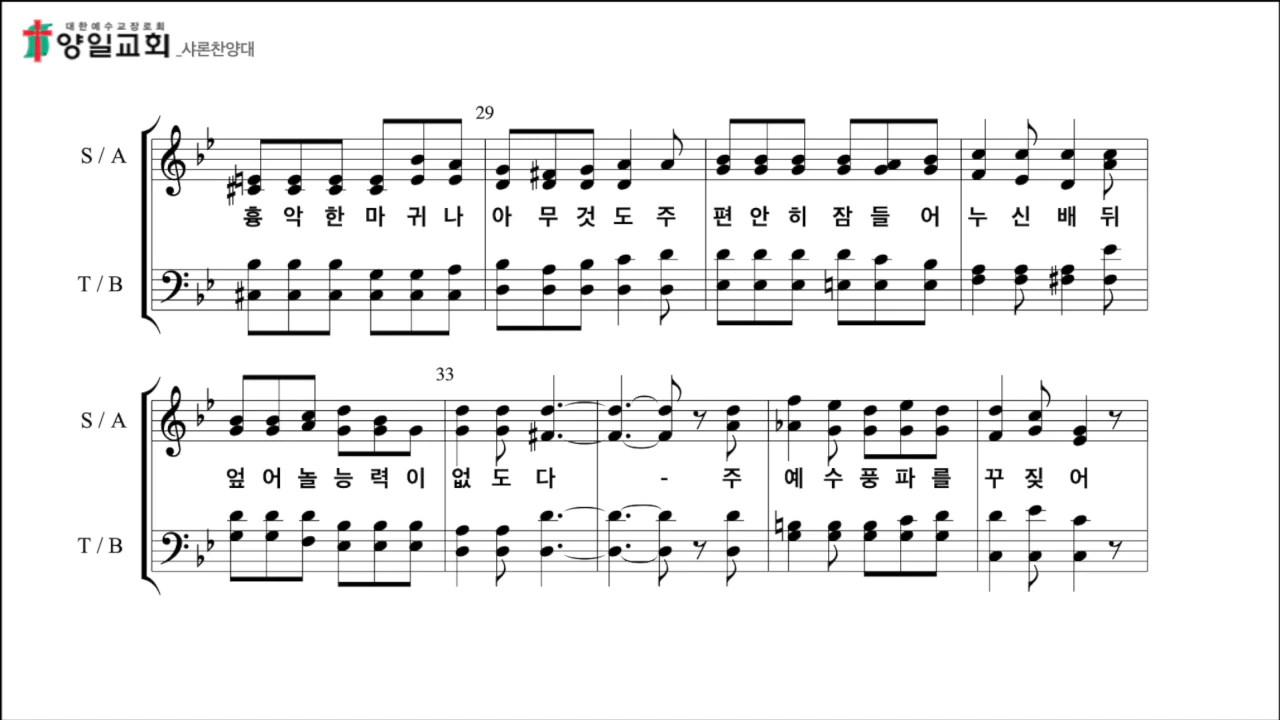 대한예수교장로회
양일교회_샤론찬양대
29
S / A
흉 악 한 마 귀 나 아 무 것 도 주 편 안 히 잠 들 어 누 신 배 뒤
T / B
33
S / A
엎 어 놀 능 력 이 없 도 다 - 주 예 수 풍 파 를 꾸 짖 어
T / B